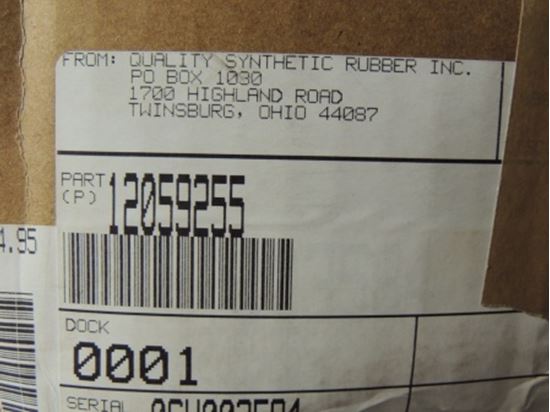 FROM: QUALITY SYNTHETIC RUBBER INC.
PO BOX 1030
1700 HIGHLAND ROAD
TWINSBURG, OHIO 44087
PART
(P) 12059255
4.95
DOCK
0001
SERIAL